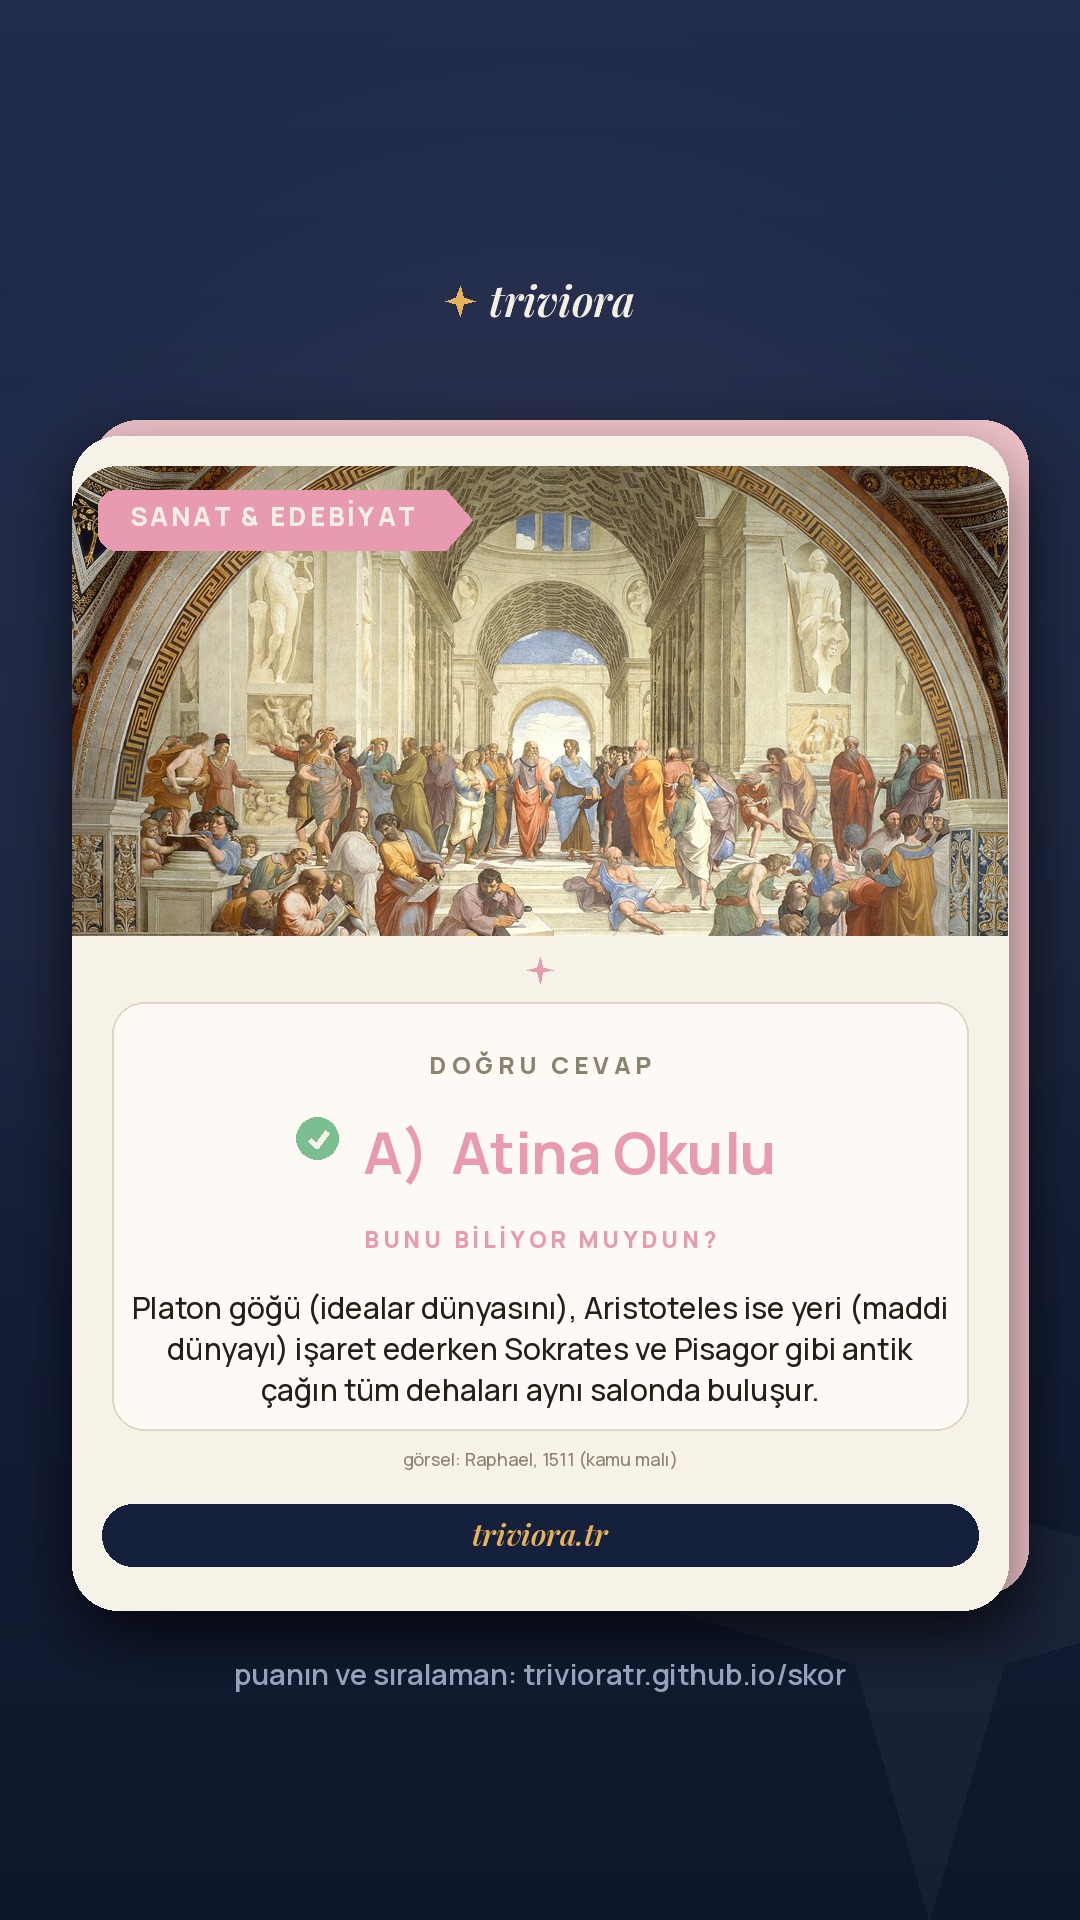 triviora
SANAT & EDEBİYAT
DOĞRU CEVAP
A) Atina Okulu
BUNU BİLİYOR MUYDUN?
Platon göğü (idealar dünyasını), Aristoteles ise yeri (maddi
dünyayı) işaret ederken Sokrates ve Pisagor gibi antik
çağın tüm dehaları aynı salonda buluşur.
görsel: Raphael, 1511 (kamu malı)
triviora.tr
puanın ve sıralaman: trivioratr.github.io/skor